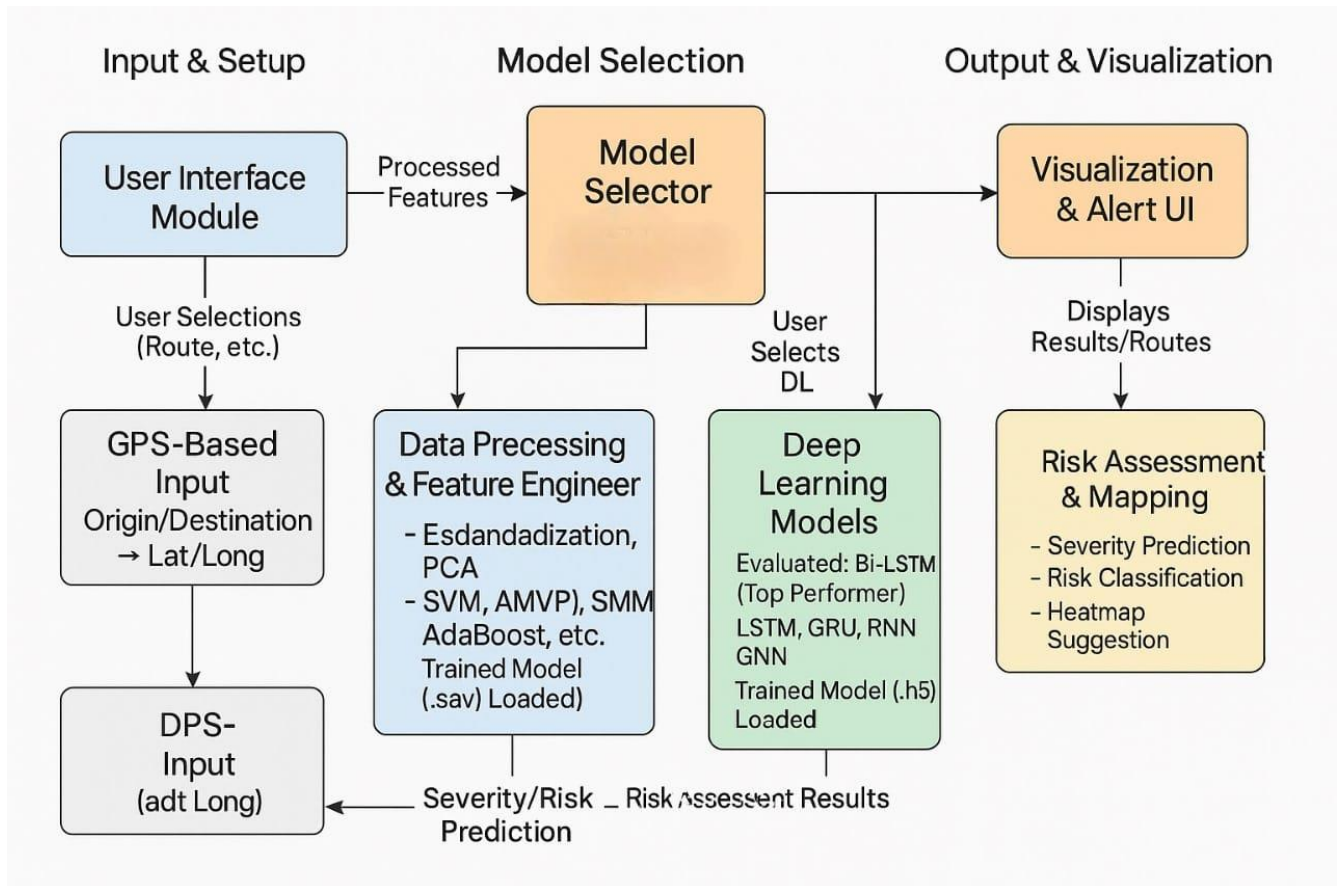 Input & Setup
Model Selection
Output & Visualization
User Interface
Module
Processed
Features
Model
Selector
Visualization
& Alert UI
User Selections
(Route, etc.)
User
Selects
DL
Displays
Results/Routes
GPS-Based
Input
Origin/Destination
→ Lat/Long
Data Precessing
& Feature Engineer
- Esdandadization,
PCA
- SVM, AMVP), SMM
AdaBoost, etc.
Trained Model
(.sav) Loaded)
Deep
Learning
Models
Evaluated: Bi-LSTM
(Top Performer)
LSTM, GRU, RNN
GNN
Trained Model (.h5)
Loaded
Risk Assessment
& Mapping
- Severity Prediction
- Risk Classification
- Heatmap
Suggestion
DPS-
Input
(adt Long)
Severity/Risk
Prediction
Risk Results